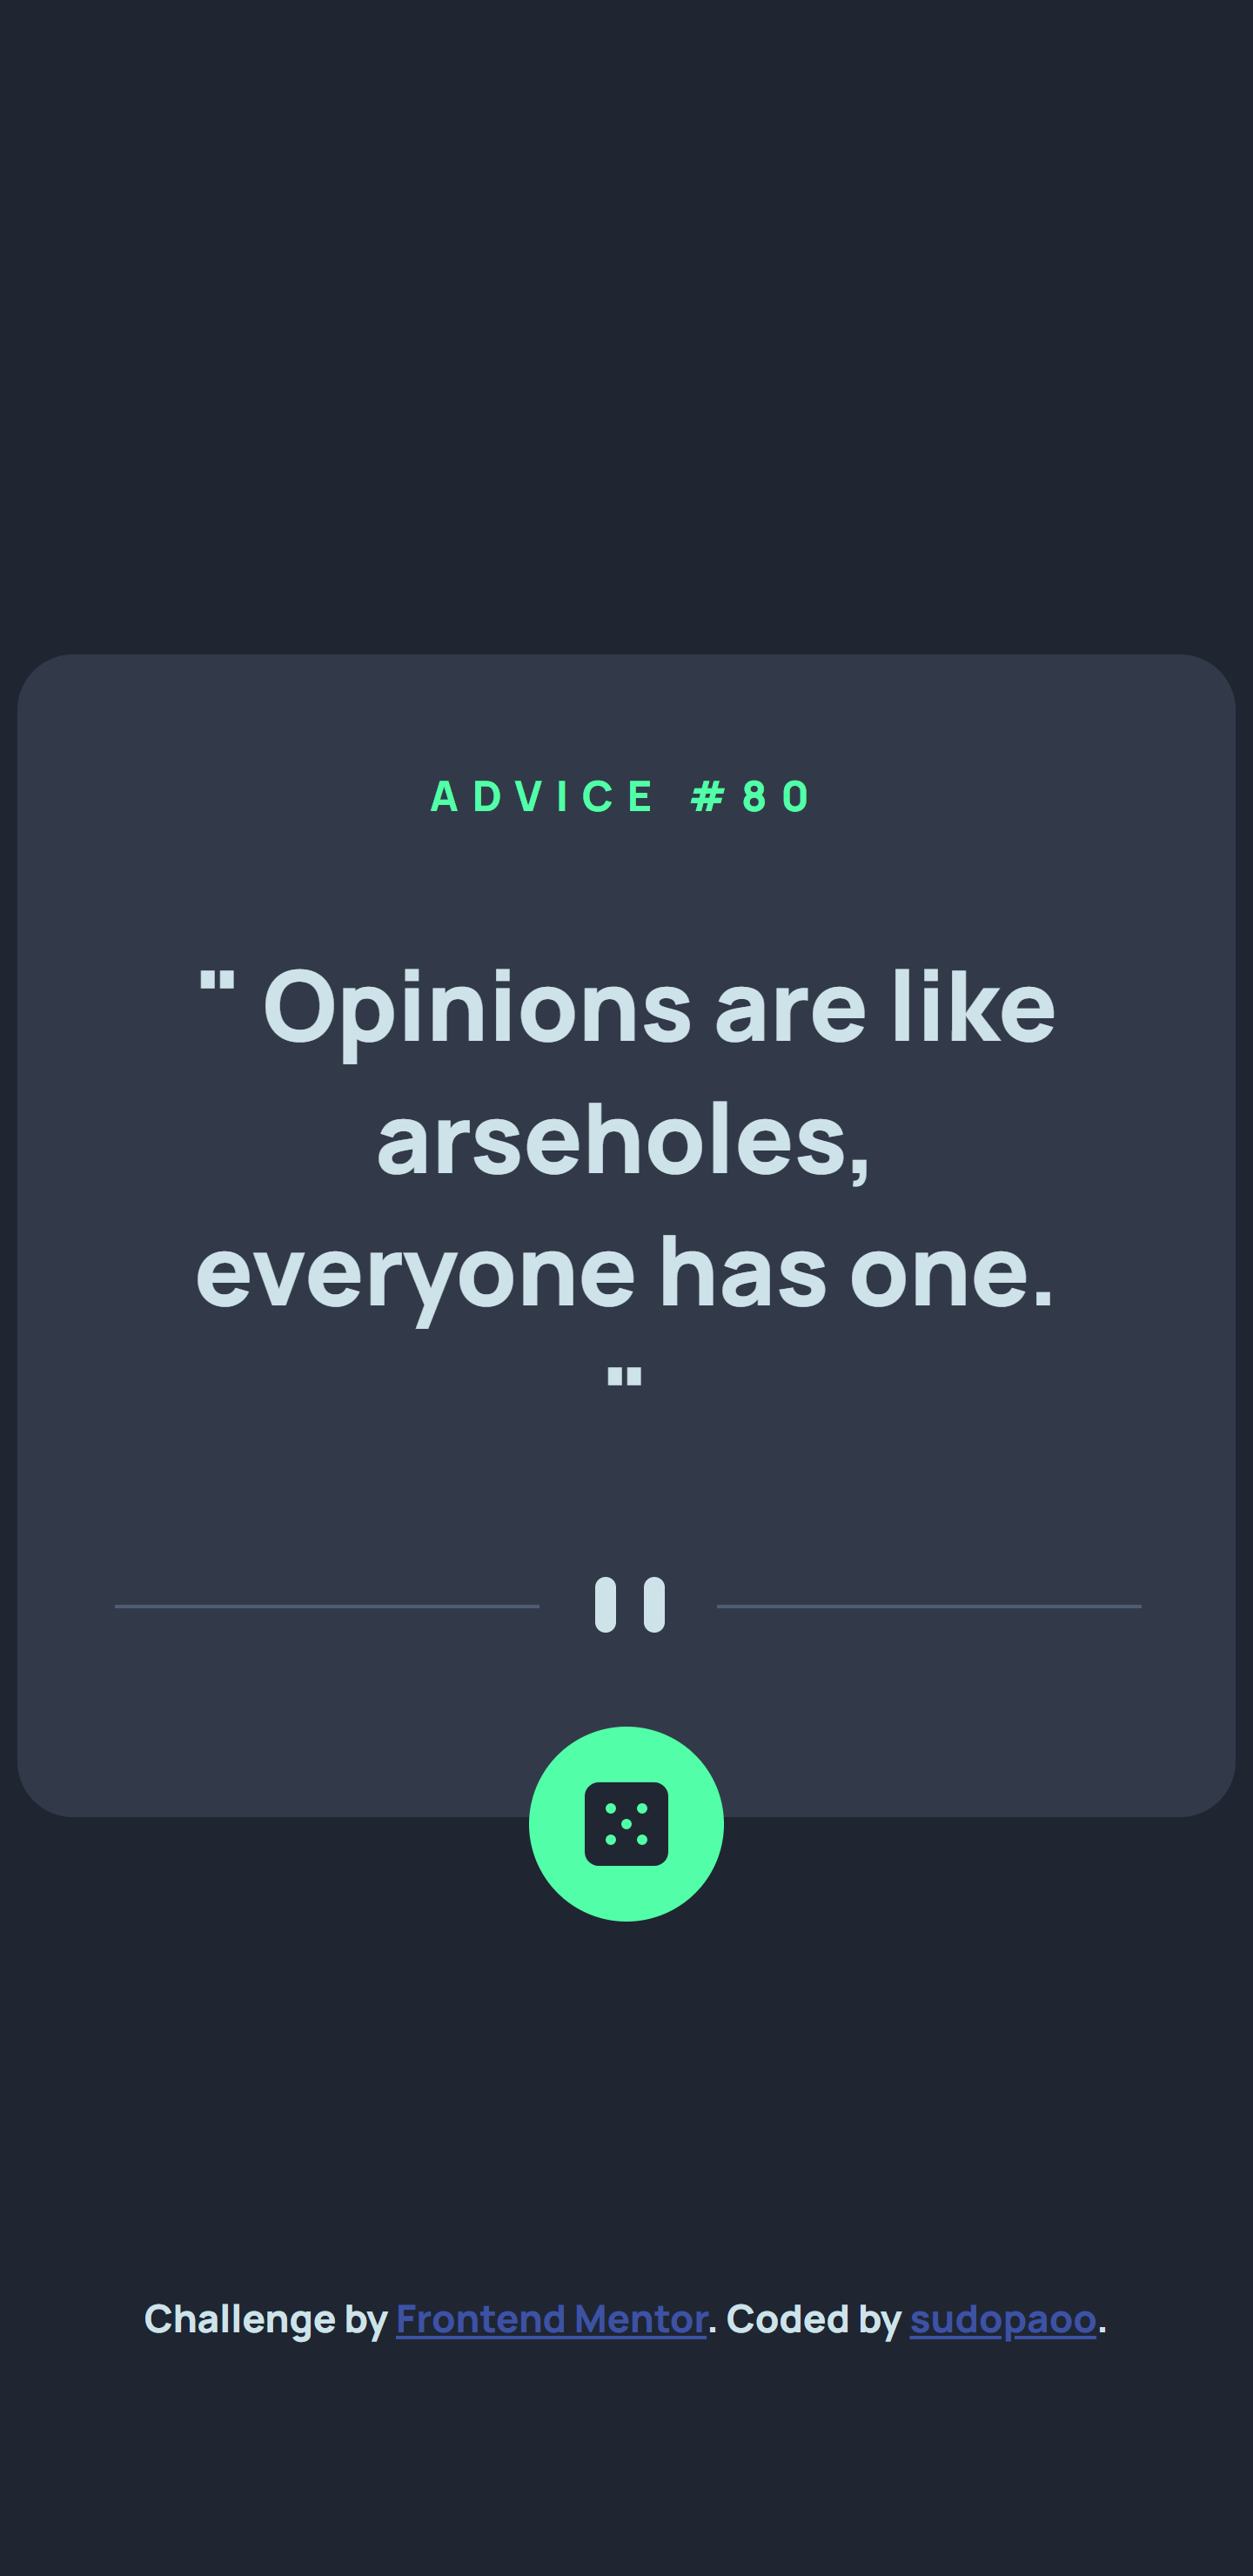 ADVICE #80
" Opinions are like
arseholes,
everyone has one.
"
Challenge by Frontend Mentor. Coded by sudopaoo.